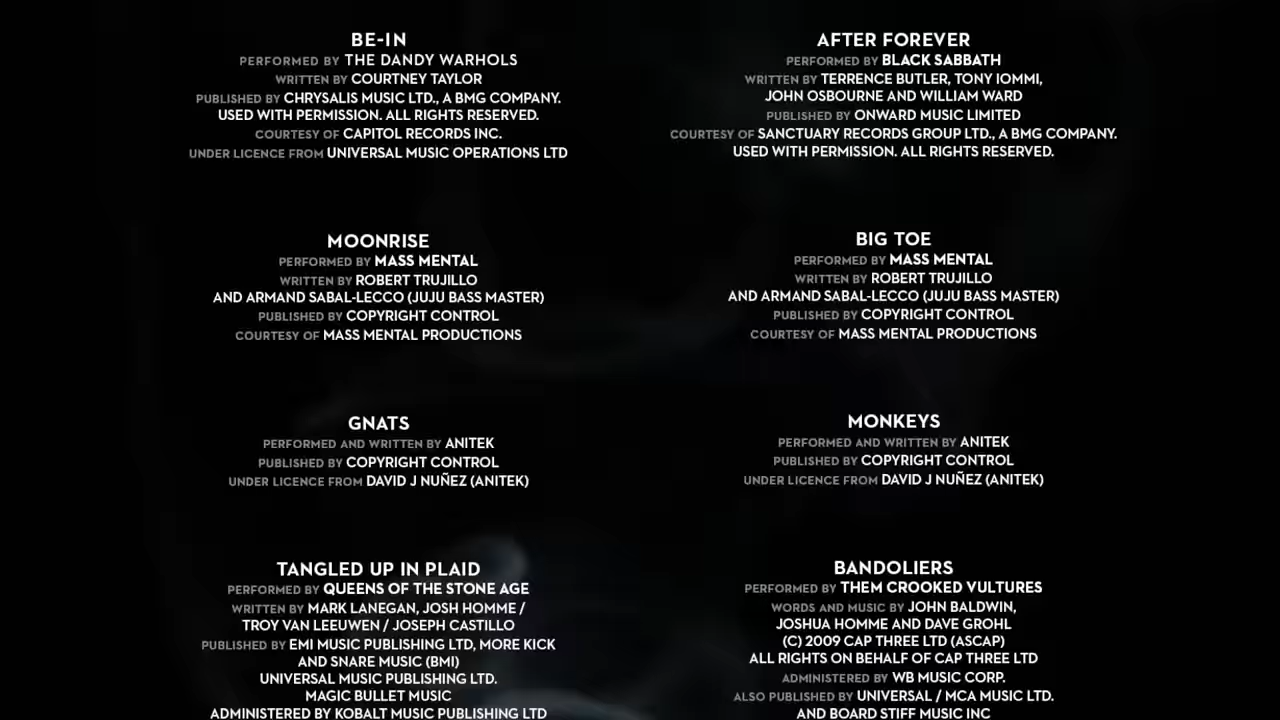 BE-IN
PERFORMED BY THE DANDY WARHOLS
WRITTEN BY COURTNEY TAYLOR
PUBLISHED BY CHRYSALIS MUSIC LTD., A BMG COMPANY.
USED WITH PERMISSION. ALL RIGHTS RESERVED.
COURTESY OF CAPITOL RECORDS INC.
UNDER LICENCE FROM UNIVERSAL MUSIC OPERATIONS LTD
AFTER FOREVER
PERFORMED BY BLACK SABBATH
WRITTEN BY TERRENCE BUTLER, TONY IOMMI,
JOHN OSBOURNE AND WILLIAM WARD
PUBLISHED BY ONWARD MUSIC LIMITED
COURTESY OF SANCTUARY RECORDS GROUP LTD., A BMG COMPANY.
USED WITH PERMISSION. ALL RIGHTS RESERVED.
MOONRISE
PERFORMED BY MASS MENTAL
WRITTEN BY ROBERT TRUJILLO
AND ARMAND SABAL-LECCO (JUJU BASS MASTER)
PUBLISHED BY COPYRIGHT CONTROL
COURTESY OF MASS MENTAL PRODUCTIONS
BIG TOE
PERFORMED BY MASS MENTAL
WRITTEN BY ROBERT TRUJILLO
AND ARMAND SABAL-LECCO (JUJU BASS MASTER)
PUBLISHED BY COPYRIGHT CONTROL
COURTESY OF MASS MENTAL PRODUCTIONS
GNATS
PERFORMED AND WRITTEN BY ANITEK
PUBLISHED BY COPYRIGHT CONTROL
UNDER LICENCE FROM DAVID J NUÑEZ (ANITEK)
MONKEYS
PERFORMED AND WRITTEN BY ANITEK
PUBLISHED BY COPYRIGHT CONTROL
UNDER LICENCE FROM DAVID J NUÑEZ (ANITEK)
TANGLED UP IN PLAID
PERFORMED BY QUEENS OF THE STONE AGE
WRITTEN BY MARK LANEGAN, JOSH HOMME /
TROY VAN LEEUWEN / JOSEPH CASTILLO
PUBLISHED BY EMI MUSIC PUBLISHING LTD, MORE KICK
AND SNARE MUSIC (BMI)
UNIVERSAL MUSIC PUBLISHING LTD.
MAGIC BULLET MUSIC
ADMINISTERED BY KOBALT MUSIC PUBLISHING LTD
BANDOLIERS
PERFORMED BY THEM CROOKED VULTURES
WORDS AND MUSIC BY JOHN BALDWIN,
JOSHUA HOMME AND DAVE GROHL
(C) 2009 CAP THREE LTD (ASCAP)
ALL RIGHTS ON BEHALF OF CAP THREE LTD
ADMINISTERED BY WB MUSIC CORP.
ALSO PUBLISHED BY UNIVERSAL / MCA MUSIC LTD.
AND BOARD STIFF MUSIC INC